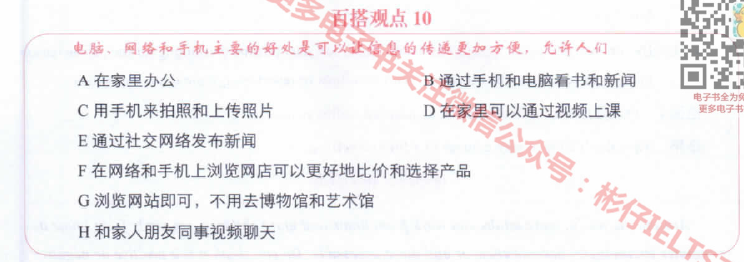 百搭观点 10
电脑、网络和手机主要的好处是可以让信息的传递更加方便，允许人们
A 在家里办公
B 通过手机和电脑看书和新闻
C 用手机来拍照和上传照片
D 在家里可以通过视频上课
E 通过社交网络发布新闻
F 在网络和手机上浏览网店可以更好地比价和选择产品
G 浏览网站即可，不用去博物馆和艺术馆
H 和家人朋友同事视频聊天
更多电子书关注微信公众号：彬仔IELTS
电子书全为免
更多电子书